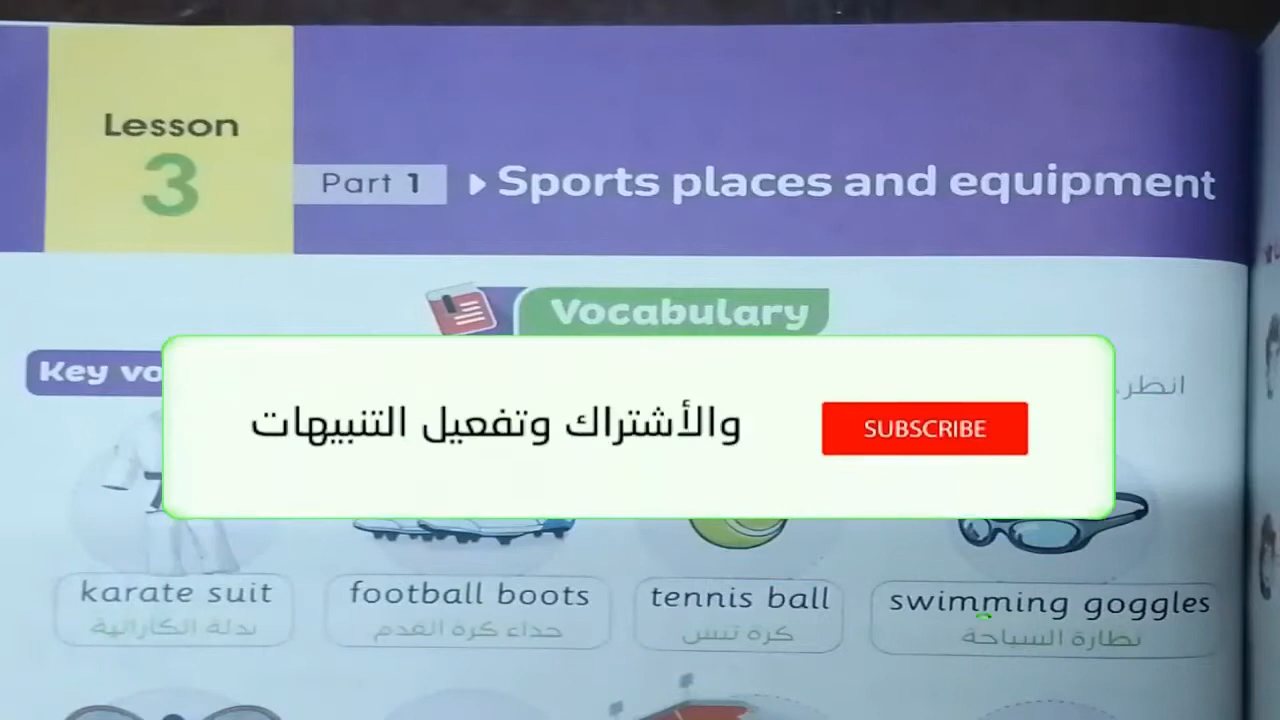 Lesson
3
Part 1
Sports places and equipment
Vocabulary
Key vo
انظر
والأشتراك وتفعيل التنبيهات
SUBSCRIBE
karate suit
football boots
tennis ball
swimming goggles
بدلة الكاراتية
حذاء كرة القدم
كرة تنس
نظارة السباحة